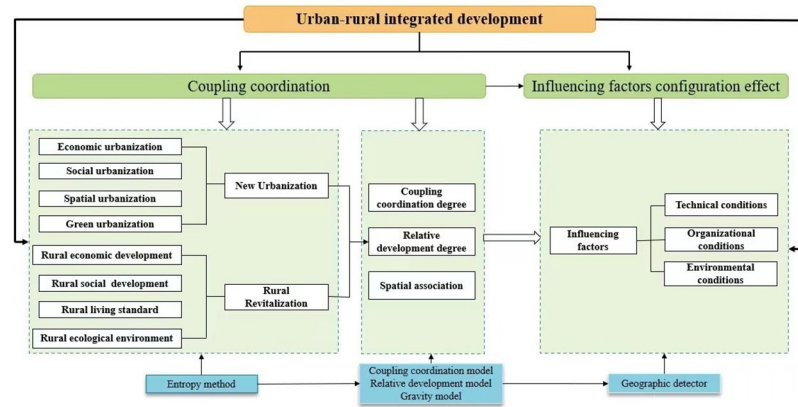 Urban-rural integrated development
Coupling coordination
Influencing factors configuration effect
Economic urbanization
Social urbanization
Spatial urbanization
Green urbanization
New Urbanization
Rural economic development
Rural social development
Rural living standard
Rural ecological environment
Rural
Revitalization
Coupling
coordination degree
Relative
development degree
Spatial association
Influencing
factors
Technical conditions
Organizational
conditions
Environmental
conditions
Entropy method
Coupling coordination model
Relative development model
Gravity model
Geographic detector